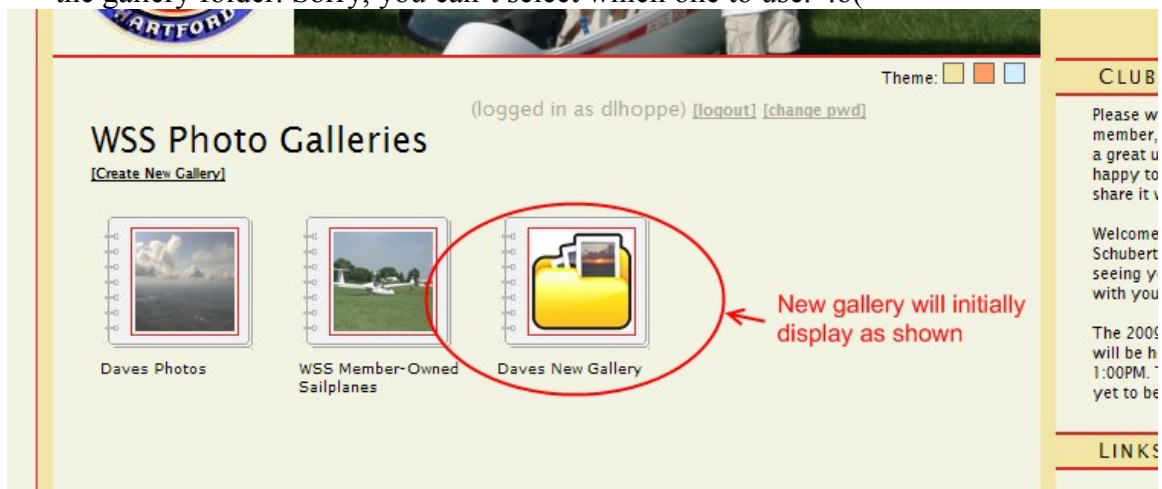 the gallery folder. Sorry, you can't select which one to use. :o(
HARTFORD
Theme:
(logged in as dlhoppe) [logout] [change pwd]
WSS Photo Galleries
[Create New Gallery]
Daves Photos
WSS Member-Owned
Sailplanes
Daves New Gallery
New gallery will initially
display as shown
CLUB
Please w
member,
a great u
happy to
share it v
Welcome
Schubert
seeing y
with you
The 2009
will be h
1:00PM. T
yet to be
LINKS